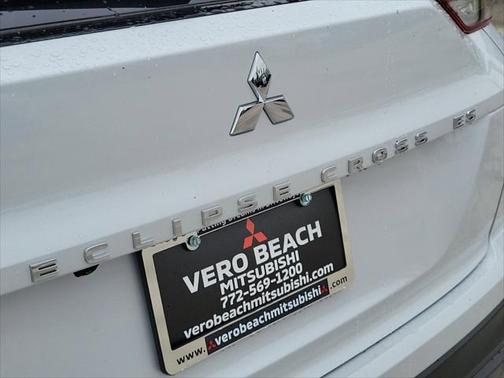 ECLIPSE CROSS ES
VERO BEACH
MITSUBISHI
772-569-1200
verobeachmitsubishi.com
www.verobeachmitsubishi.com